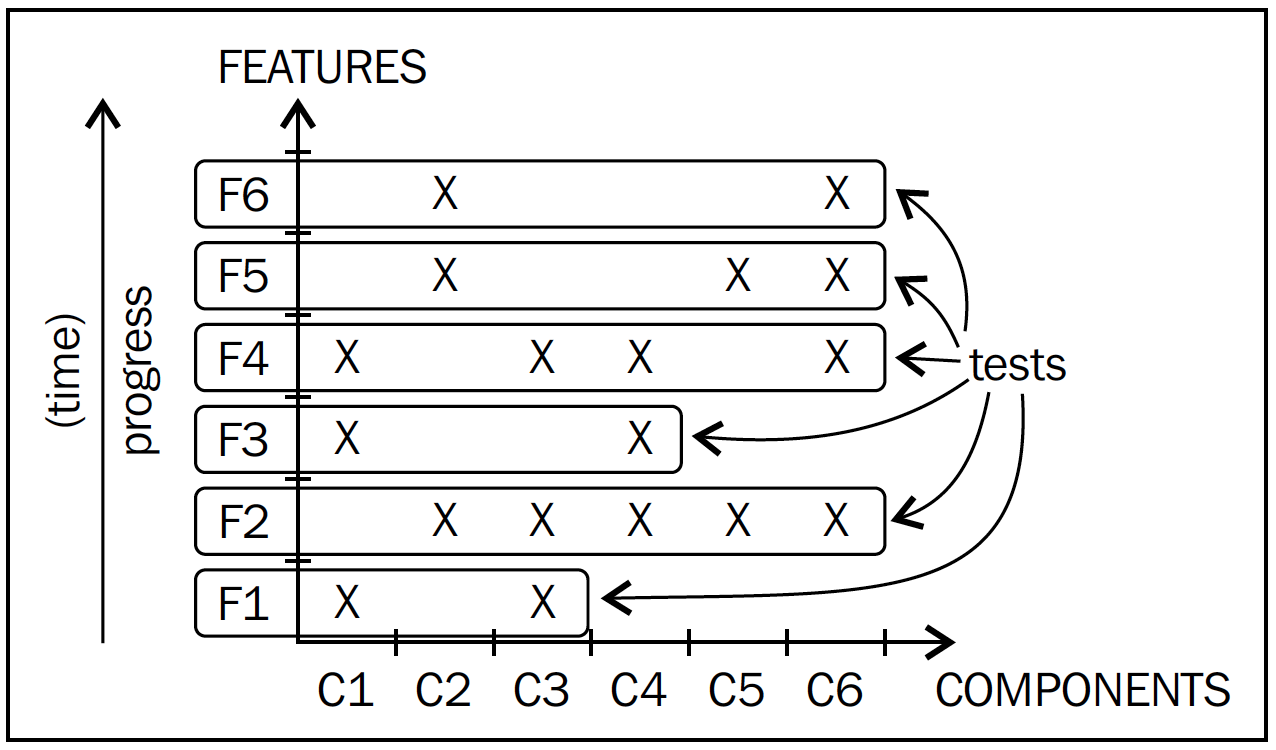 FEATURES
F6 X X
F5 X X X
F4 X X X X
tests
F3 X X
F2 X X X X X
F1 X X
C1 C2 C3 C4 C5 C6 COMPONENTS
(time)
progress